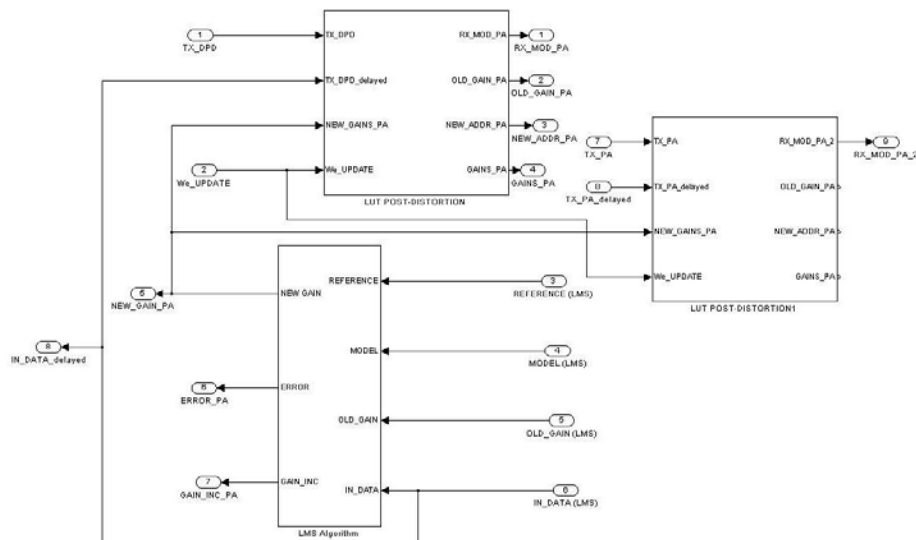 1
TX_DPD
TX_DPD
RX_MOD_PA
1
RX_MOD_PA
TX_DPD_delayed
OLD_GAIN_PA
2
OLD_GAIN_PA
NEW_GAINS_PA
NEW_ADDR_PA
3
NEW_ADDR_PA
2
We_UPDATE
We_UPDATE
GAINS_PA
4
GAINS_PA
LUT POST-DISTORTION
7
TX_PA
TX_PA
RX_MOD_PA_2
9
RX_MOD_PA_2
8
TX_PA_delayed
TX_PA_delayed
OLD_GAIN_PA
NEW_GAINS_PA
NEW_ADDR_PA
We_UPDATE
GAINS_PA
LUT POST-DISTORTION1
5
NEW_GAIN_PA
NEW GAIN
REFERENCE
3
REFERENCE (LMS)
8
IN_DATA_delayed
MODEL
4
MODEL (LMS)
6
ERROR_PA
ERROR
OLD_GAIN
5
OLD_GAIN (LMS)
7
GAIN_INC_PA
GAIN_INC
IN_DATA
6
IN_DATA (LMS)
LMS Algorithm